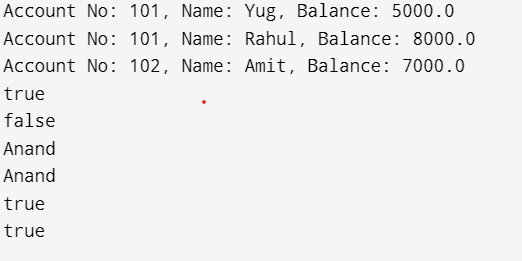 Account No: 101, Name: Yug, Balance: 5000.0
Account No: 101, Name: Rahul, Balance: 8000.0
Account No: 102, Name: Amit, Balance: 7000.0
true
false
Anand
Anand
true
true